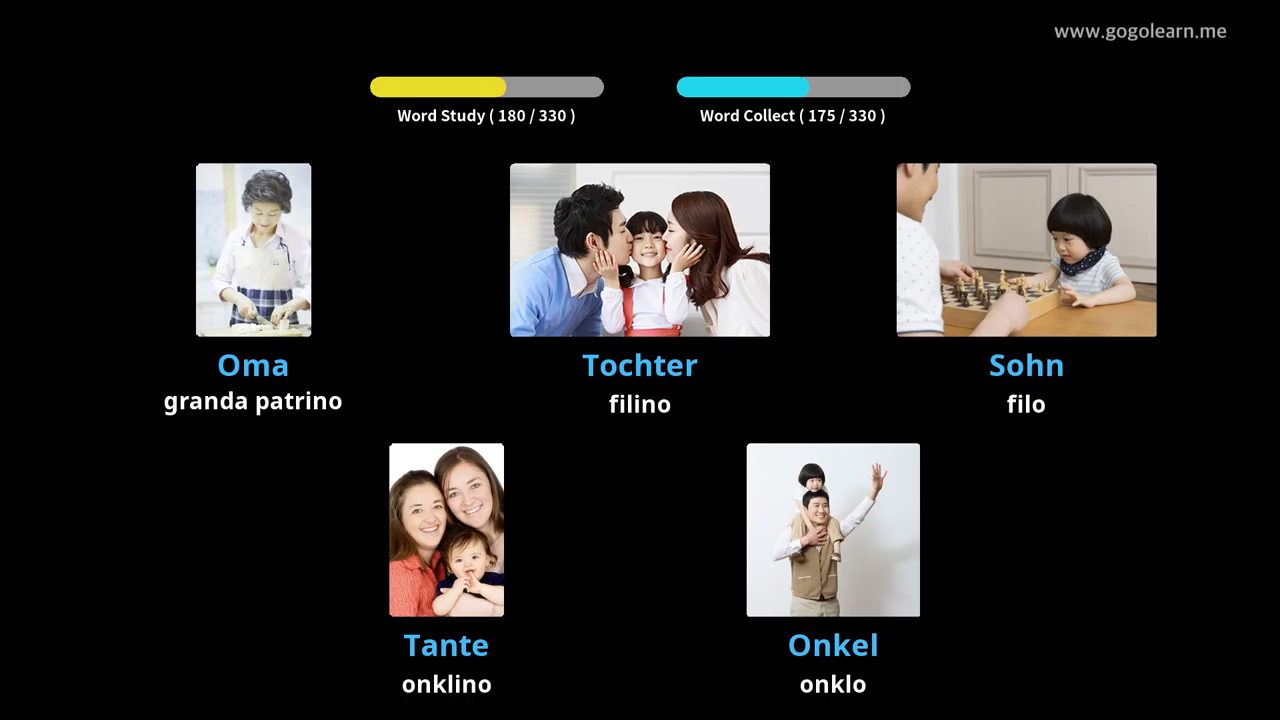 www.gogolearn.me
Word Study ( 180 / 330 )
Word Collect ( 175 / 330 )
Oma
granda patrino
Tochter
filino
Sohn
filo
Tante
onklino
Onkel
onklo